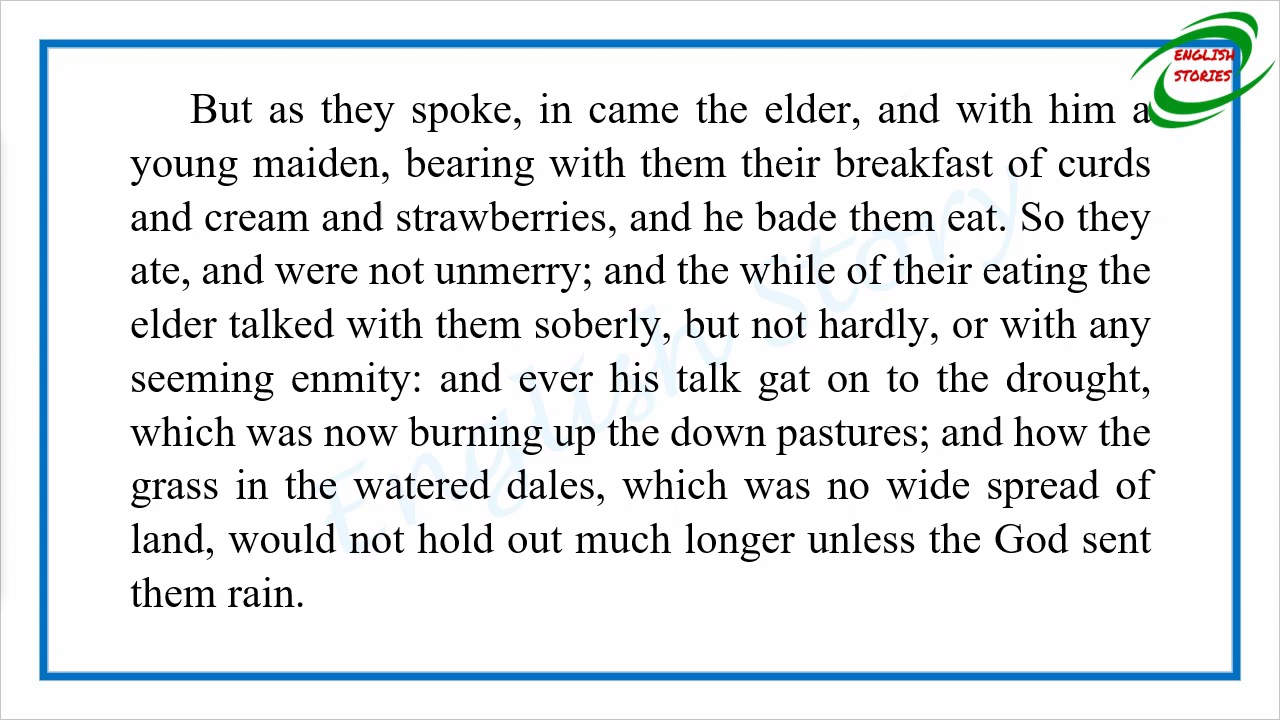 ENGLISH
STORIES
But as they spoke, in came the elder, and with him a
young maiden, bearing with them their breakfast of curds
and cream and strawberries, and he bade them eat. So they
ate, and were not unmerry; and the while of their eating the
elder talked with them soberly, but not hardly, or with any
seeming enmity: and ever his talk gat on to the drought,
which was now burning up the down pastures; and how the
grass in the watered dales, which was no wide spread of
land, would not hold out much longer unless the God sent
them rain.
English Story